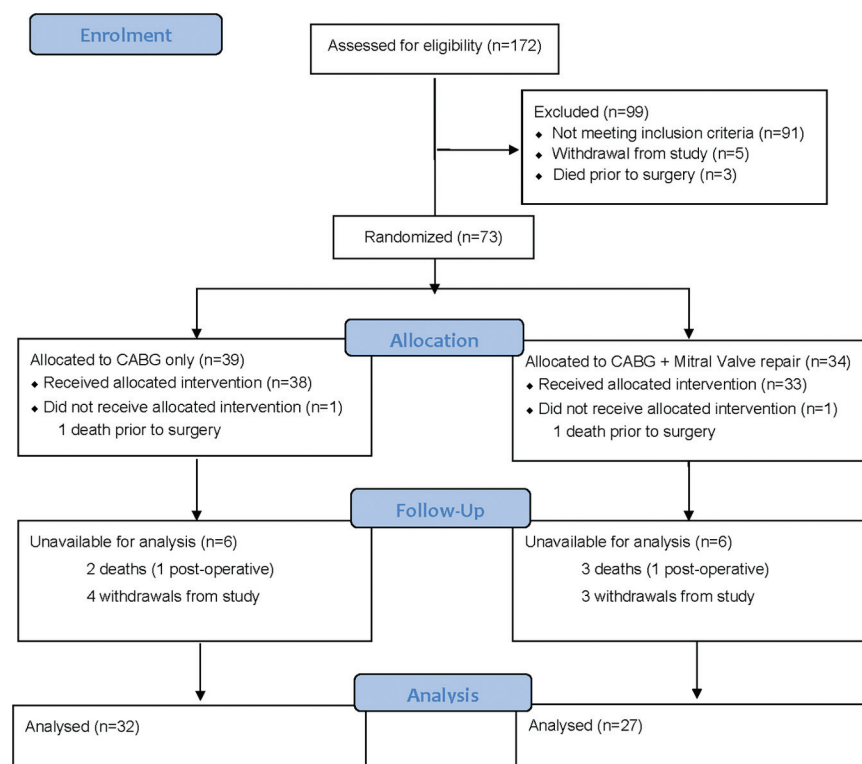 Enrolment
Assessed for eligibility (n=172)
Excluded (n=99)
◆ Not meeting inclusion criteria (n=91)
◆ Withdrawal from study (n=5)
◆ Died prior to surgery (n=3)
Randomized (n=73)
Allocation
Allocated to CABG only (n=39)
◆ Received allocated intervention (n=38)
◆ Did not receive allocated intervention (n=1)
1 death prior to surgery
Allocated to CABG + Mitral Valve repair (n=34)
◆ Received allocated intervention (n=33)
◆ Did not receive allocated intervention (n=1)
1 death prior to surgery
Follow-Up
Unavailable for analysis (n=6)
2 deaths (1 post-operative)
4 withdrawals from study
Unavailable for analysis (n=6)
3 deaths (1 post-operative)
3 withdrawals from study
Analysis
Analysed (n=32)
Analysed (n=27)